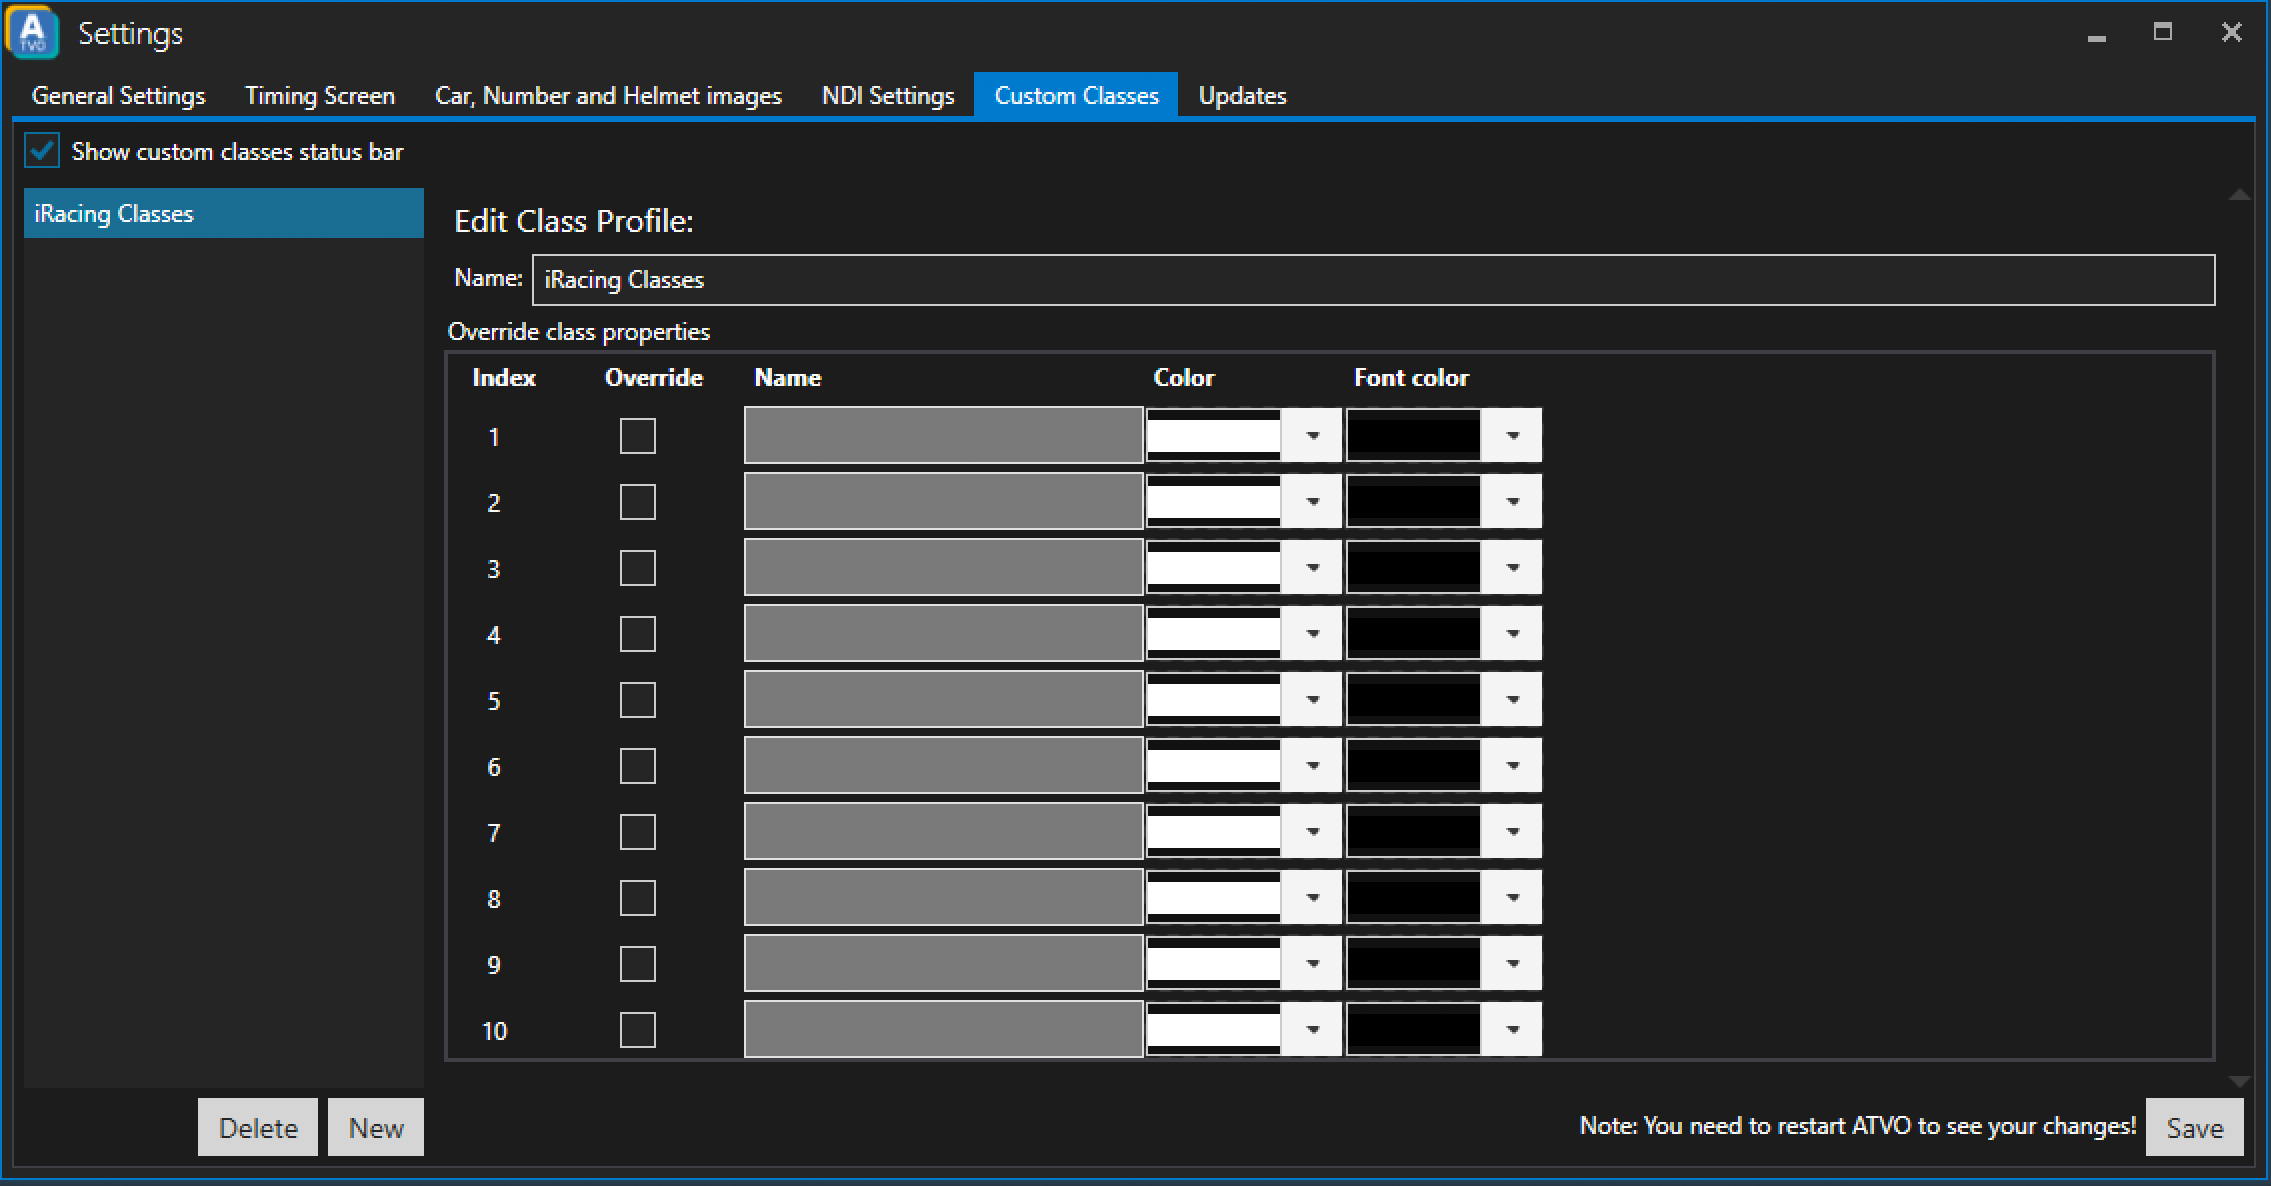 A
TVO
Settings
General Settings Timing Screen Car, Number and Helmet images NDI Settings Custom Classes Updates
Show custom classes status bar
iRacing Classes
Edit Class Profile:
Name: iRacing Classes
Override class properties
Index Override Name Color Font color
1
2
3
4
5
6
7
8
9
10
Delete New
Note: You need to restart ATVO to see your changes! Save